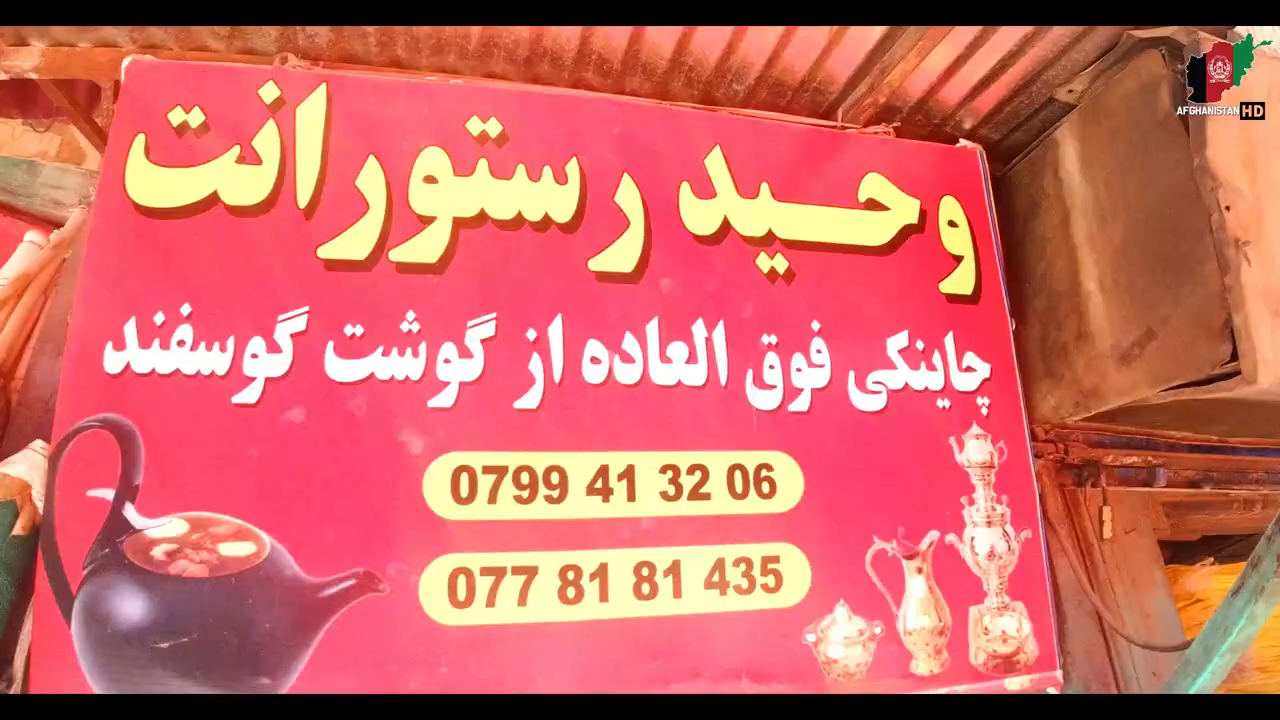 وحید رستورانت
چاینکی فوق العاده از گوشت گوسفند
0799 41 32 06
077 81 81 435
AFGHANISTAN HD